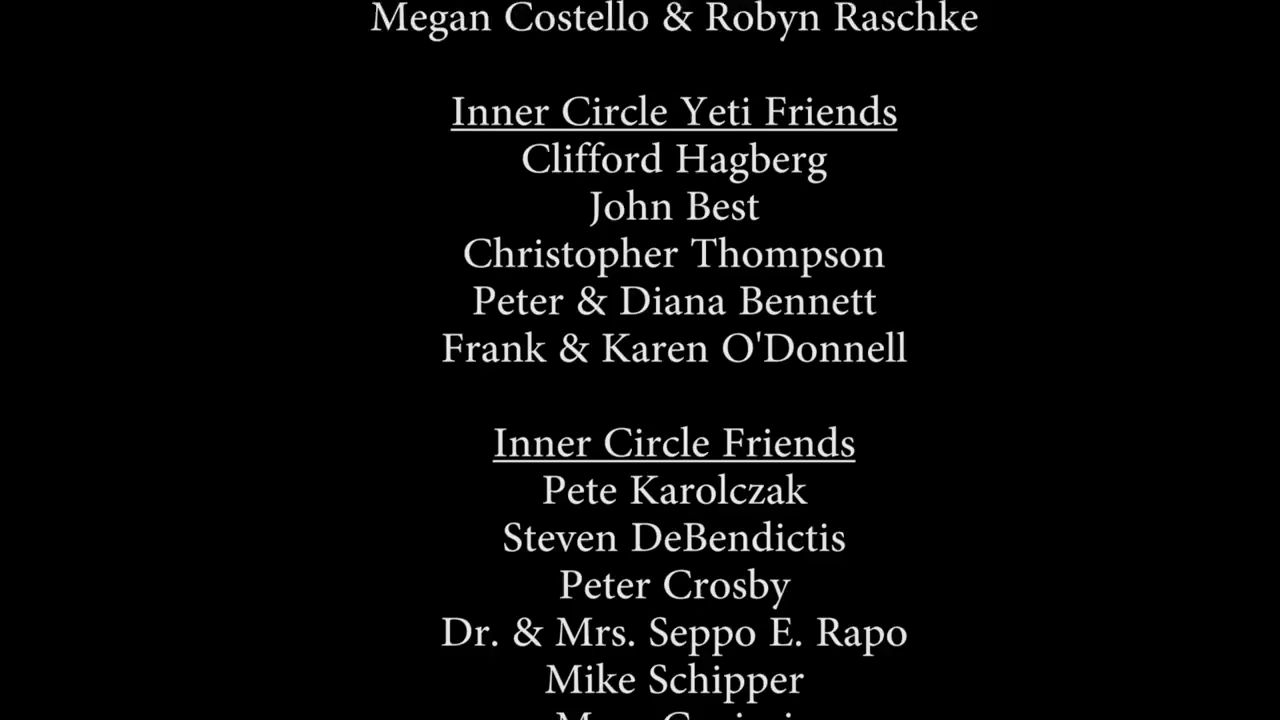 Megan Costello & Robyn Raschke
Inner Circle Yeti Friends
Clifford Hagberg
John Best
Christopher Thompson
Peter & Diana Bennett
Frank & Karen O'Donnell
Inner Circle Friends
Pete Karolczak
Steven DeBendictis
Peter Crosby
Dr. & Mrs. Seppo E. Rapo
Mike Schipper